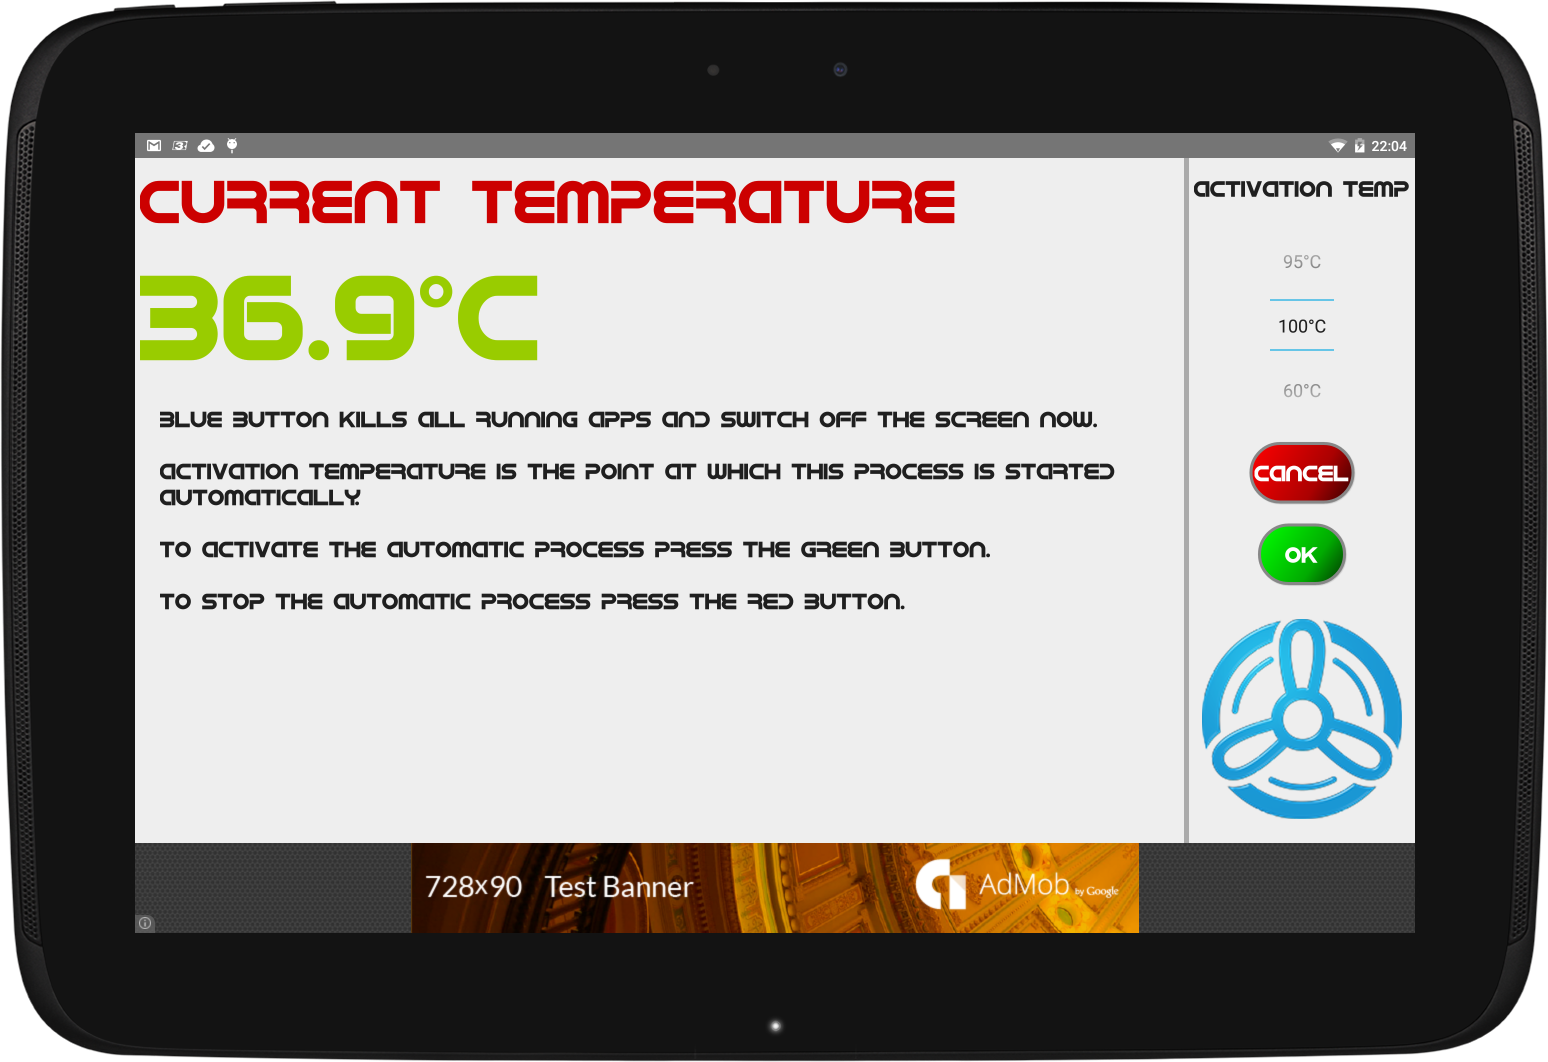 22:04
CURRENT TEMPERATURE
36.9°C
BLUE BUTTON KILLS ALL RUNNING APPS AND SWITCH OFF THE SCREEN NOW.
ACTIVATION TEMPERATURE IS THE POINT AT WHICH THIS PROCESS IS STARTED
AUTOMATICALLY.
TO ACTIVATE THE AUTOMATIC PROCESS PRESS THE GREEN BUTTON.
TO STOP THE AUTOMATIC PROCESS PRESS THE RED BUTTON.
ACTIVATION TEMP
95°C
100°C
60°C
CANCEL
OK
728x90 Test Banner
AdMob by Google